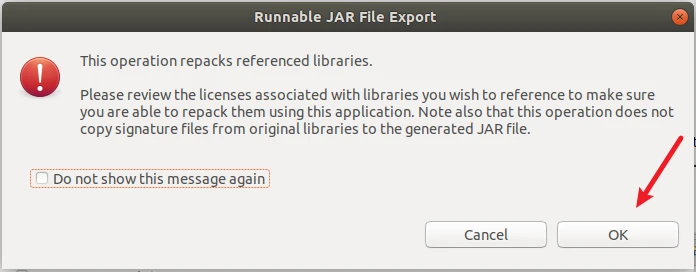 Runnable JAR File Export
This operation repacks referenced libraries.
Please review the licenses associated with libraries you wish to reference to make sure
you are able to repack them using this application. Note also that this operation does not
copy signature files from original libraries to the generated JAR file.
Do not show this message again
Cancel
OK